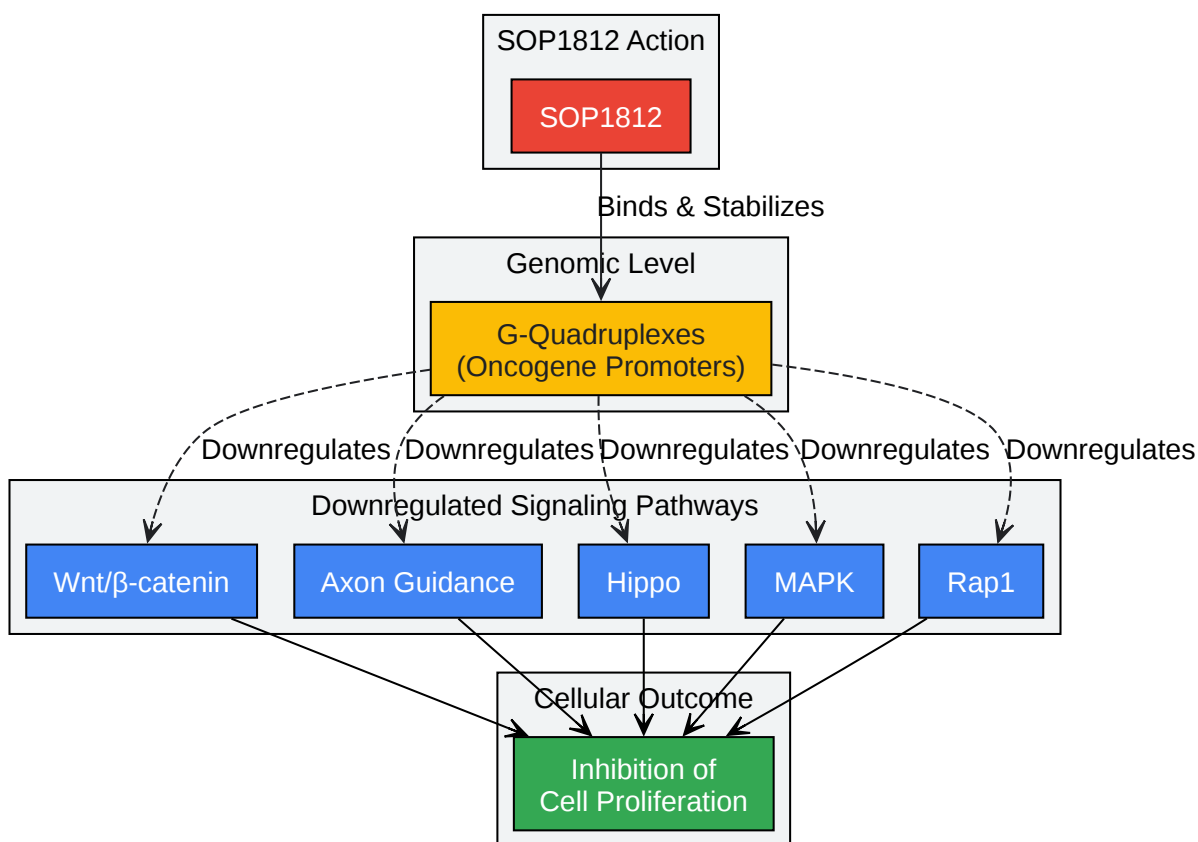 SOP1812 Action
SOP1812
Binds & Stabilizes
Genomic Level
G-Quadruplexes
(Oncogene Promoters)
Downregulates
Downregulates
Downregulates
Downregulates
Downregulates
Downregulated Signaling Pathways
Wnt/β-catenin
Axon Guidance
Hippo
MAPK
Rap1
Cellular Outcome
Inhibition of
Cell Proliferation